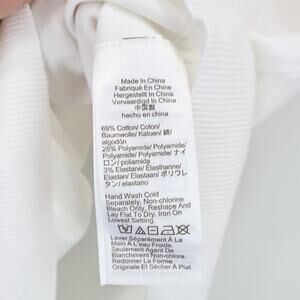 Made In China
Fabriqué En Chine
Hergestellt In China
Vervaardigd In China
中国製
hecho en china
69% Cotton/ Coton/
Baumwolle/ Katoen/ 綿/
algodón
28% Polyamide/ Polyamide/
Polyamid/ Polyamide/ ナイ
ロン/ poliamida
3% Elastane/ Élasthanne/
Elastan/ Elastaan/ ポリウレ
タン/ elastano
Hand Wash Cold
Separately, Non-chlorine
Bleach Only, Reshape and
Lay Flat To Dry, Iron On
Lowest Setting.
Laver Séparément À La
Main À L'eau Froide.
Seulement Agent De
Blanchiment Non-chloré.
Redonner La Forme
Originale Et Sécher À Plat.